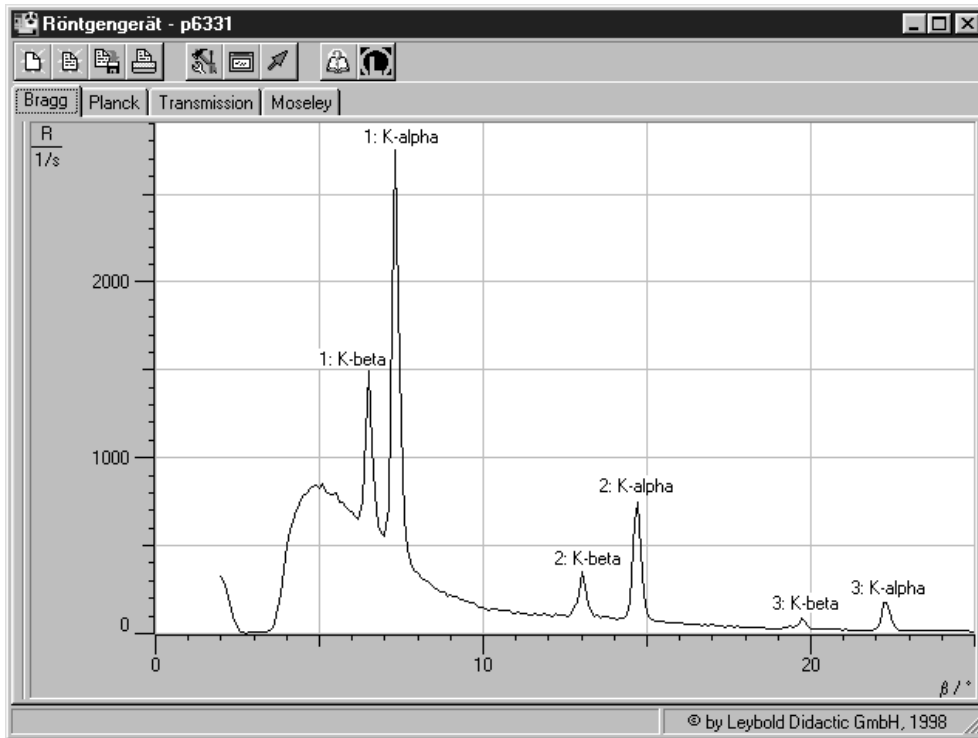 Röntgengerät - p6331
Bragg Planck Transmission Moseley
R
1/s
1: K-alpha
2000
1: K-beta
1000
2: K-alpha
2: K-beta
3: K-beta 3: K-alpha
0
0 10 20
β / °
© by Leybold Didactic GmbH, 1998